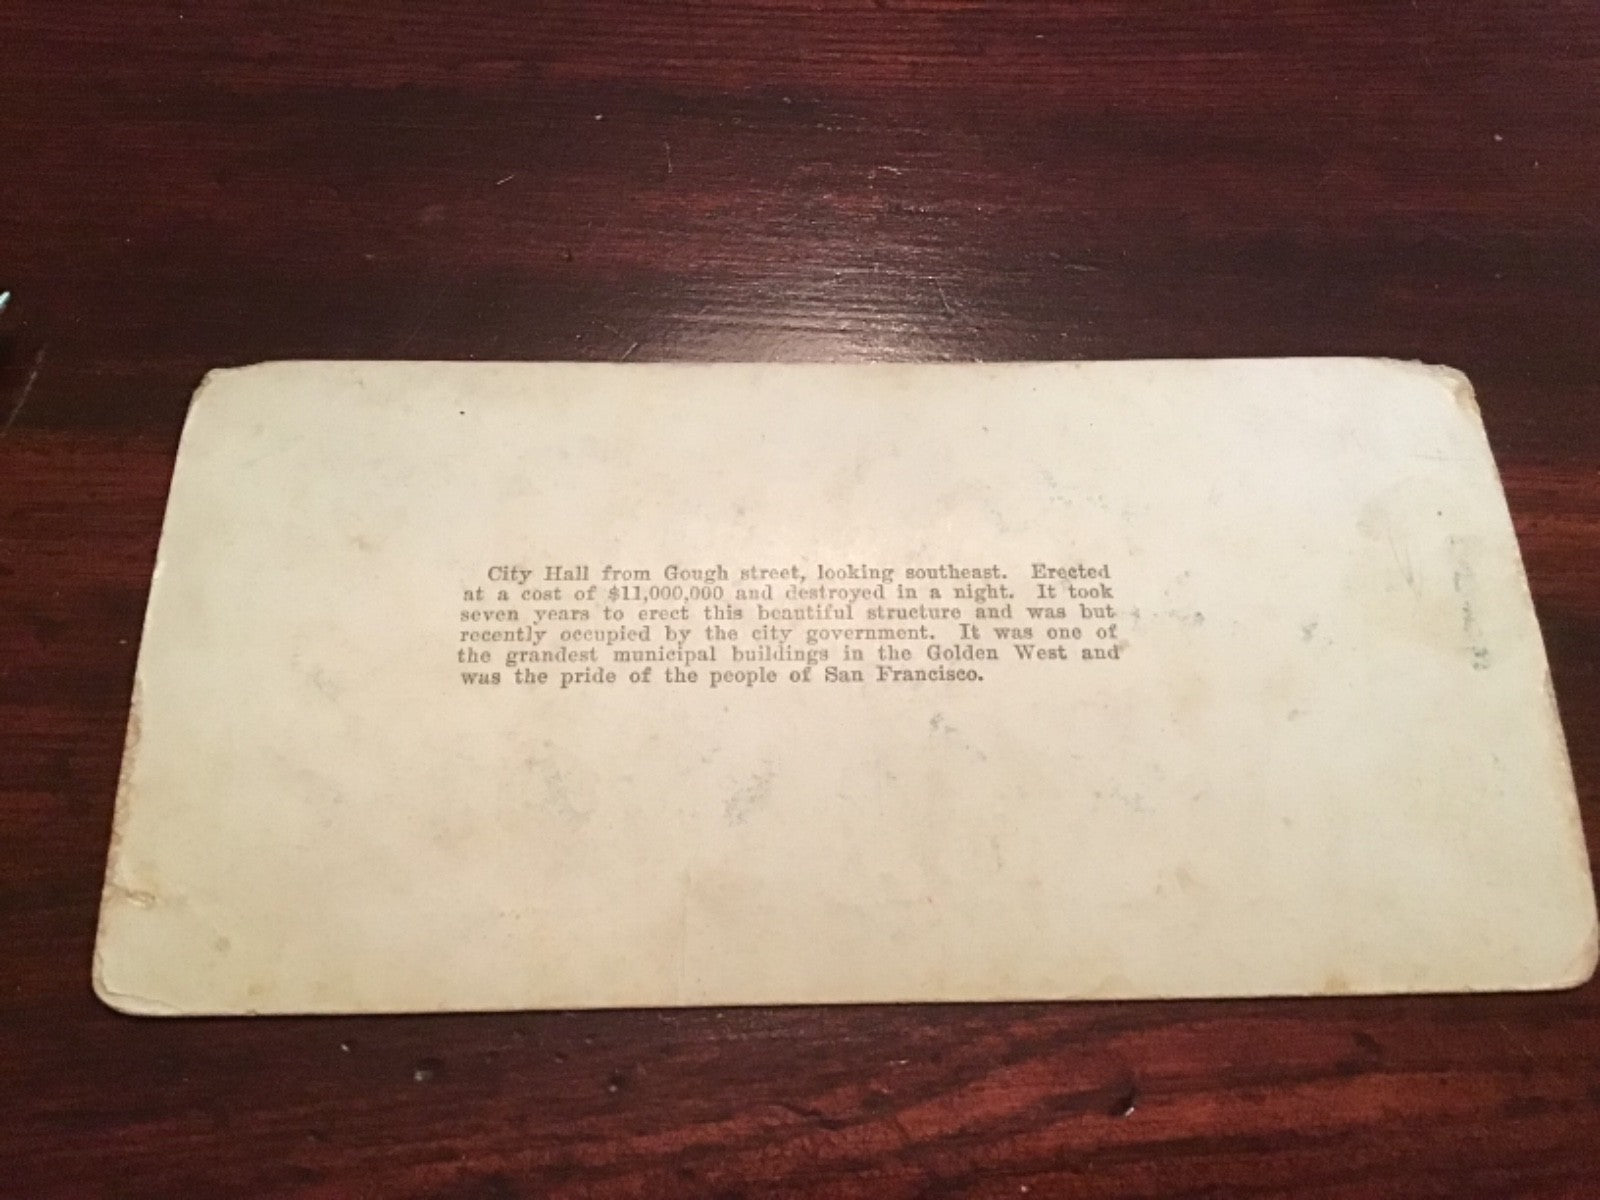 City Hall from Gough street, looking southeast. Erected
at a cost of $11,000,000 and destroyed in a night. It took
seven years to erect this beautiful structure and was but
recently occupied by the city government. It was one of
the grandest municipal buildings in the Golden West and
was the pride of the people of San Francisco.